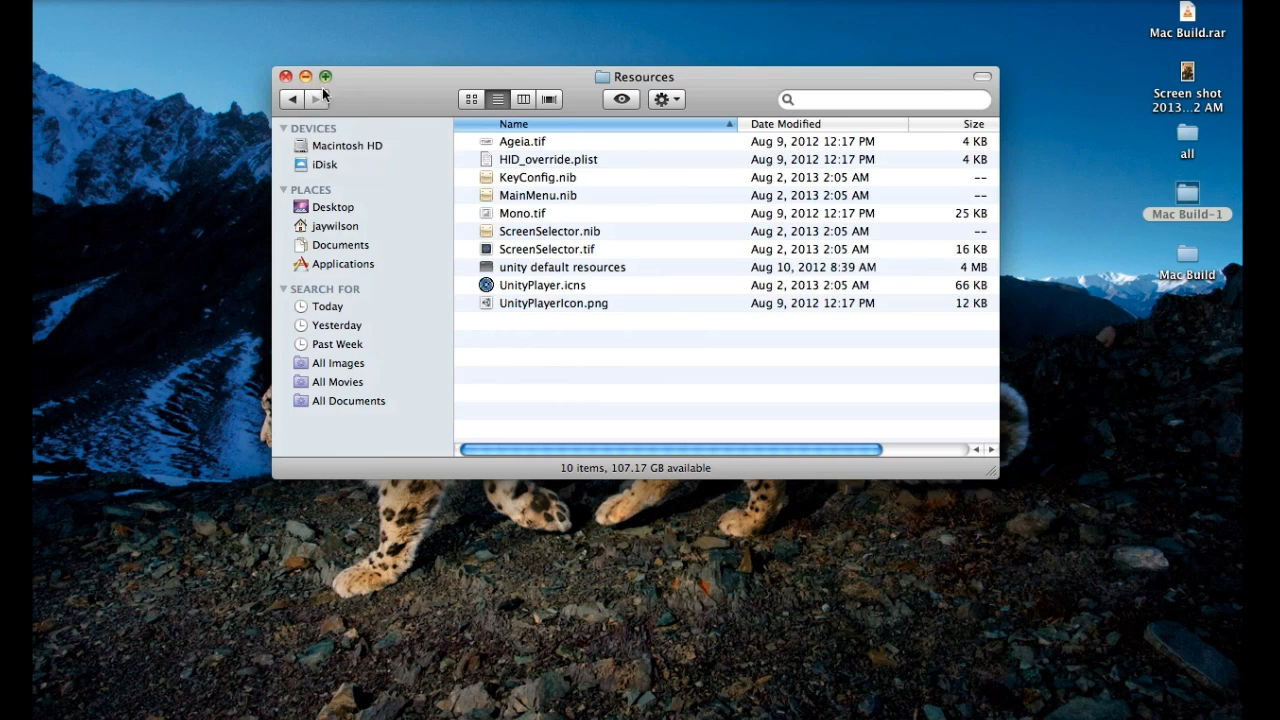 Mac Build.rar
Screen shot
2013...2 AM
all
Mac Build-1
Mac Build
Resources
DEVICES
Macintosh HD
iDisk
PLACES
Desktop
jaywilson
Documents
Applications
SEARCH FOR
Today
Yesterday
Past Week
All Images
All Movies
All Documents
Name Date Modified Size
Ageia.tif Aug 9, 2012 12:17 PM 4 KB
HID_override.plist Aug 9, 2012 12:17 PM 4 KB
KeyConfig.nib Aug 2, 2013 2:05 AM --
MainMenu.nib Aug 2, 2013 2:05 AM --
Mono.tif Aug 9, 2012 12:17 PM 25 KB
ScreenSelector.nib Aug 2, 2013 2:05 AM --
ScreenSelector.tif Aug 2, 2013 2:05 AM 16 KB
unity default resources Aug 10, 2012 8:39 AM 4 MB
UnityPlayer.icns Aug 2, 2013 2:05 AM 66 KB
UnityPlayerIcon.png Aug 9, 2012 12:17 PM 12 KB
10 items, 107.17 GB available